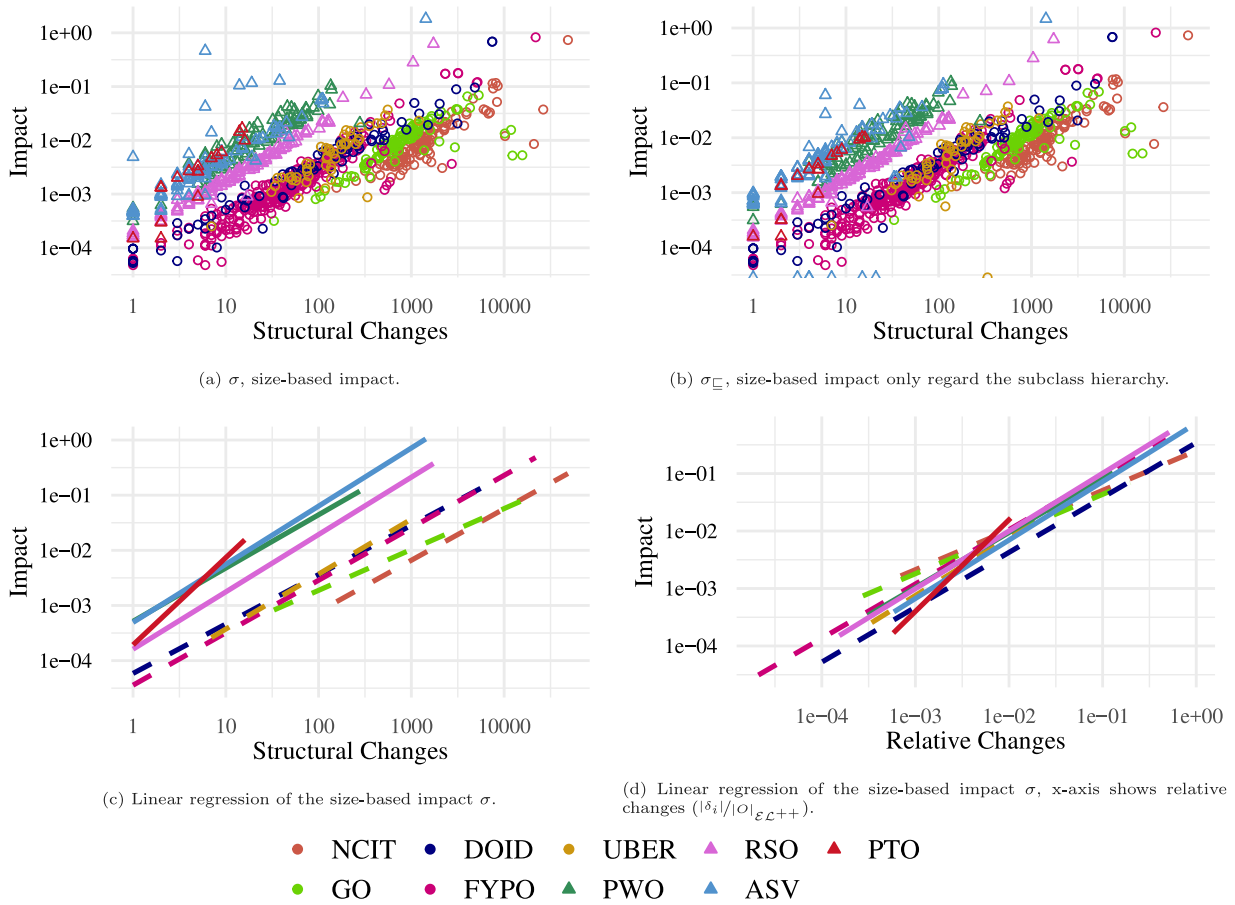 1e+00
1e−01
1e−02
1e−03
1e−04
Impact
1 10 100 1000 10000
Structural Changes
(a) σ, size-based impact.
1e+00
1e−01
1e−02
1e−03
1e−04
Impact
1 10 100 1000 10000
Structural Changes
(b) σ⊑, size-based impact only regard the subclass hierarchy.
1e+00
1e−01
1e−02
1e−03
1e−04
Impact
1 10 100 1000 10000
Structural Changes
(c) Linear regression of the size-based impact σ.
1e−01
1e−02
1e−03
1e−04
Impact
1e−04 1e−03 1e−02 1e−01 1e+00
Relative Changes
(d) Linear regression of the size-based impact σ, x-axis shows relative
changes (|δi|/|O|ℰℒ++).
NCIT DOID UBER RSO PTO
GO FYPO PWO ASV